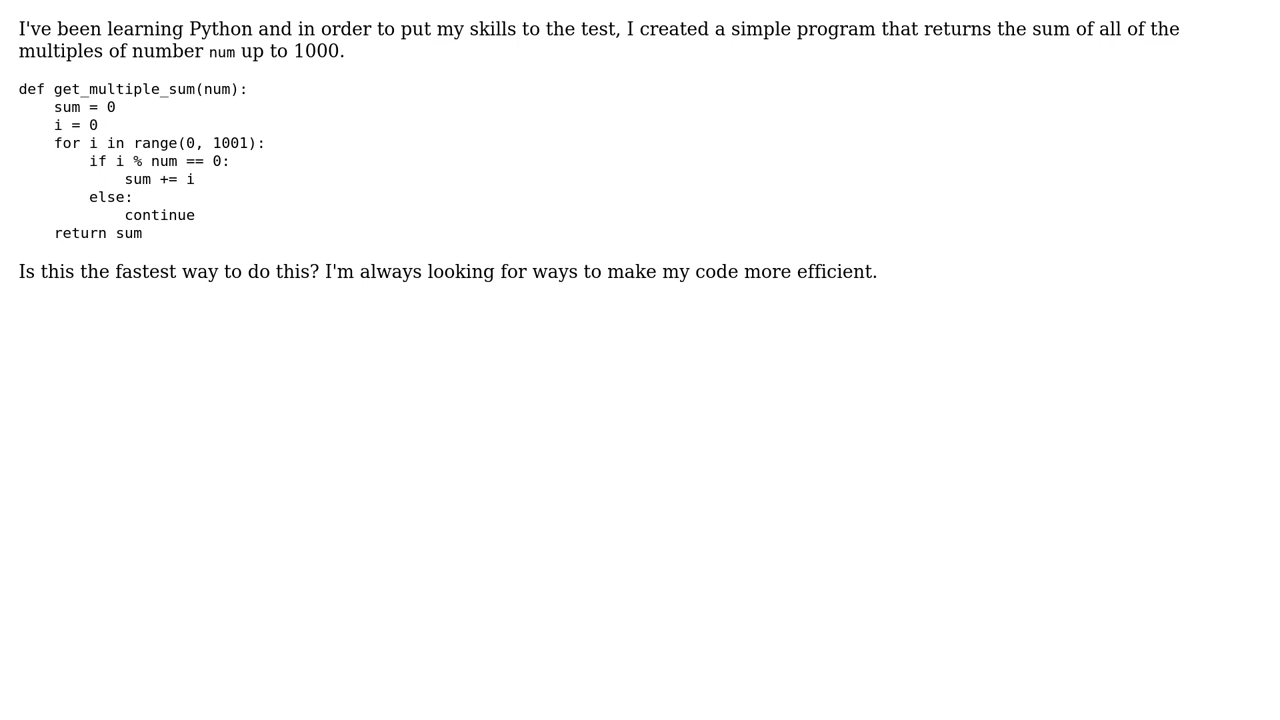 I've been learning Python and in order to put my skills to the test, I created a simple program that returns the sum of all of the
multiples of number num up to 1000.
def get_multiple_sum(num):
    sum = 0
    i = 0
    for i in range(0, 1001):
        if i % num == 0:
            sum += i
        else:
            continue
    return sum
Is this the fastest way to do this? I'm always looking for ways to make my code more efficient.